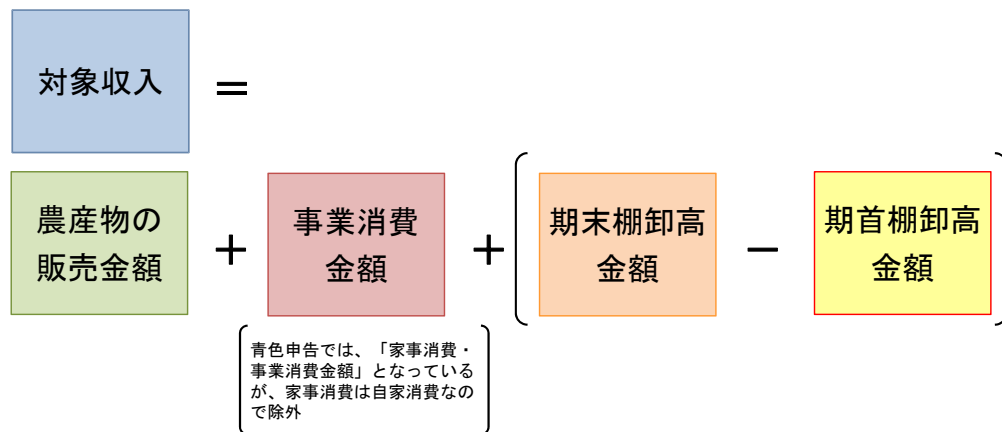 対象収入
＝
農産物の
販売金額
＋
事業消費
金額
＋
期末棚卸高
金額
－
期首棚卸高
金額
青色申告では、「家事消費・
事業消費金額」となっている
が、家事消費は自家消費なの
で除外